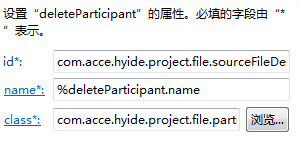 设置“deleteParticipant”的属性。必填的字段由“*
”表示。
id*: com.acce.hyide.project.file.sourceFileDe
name*: %deleteParticipant.name
class*: com.acce.hyide.project.file.part 浏览...